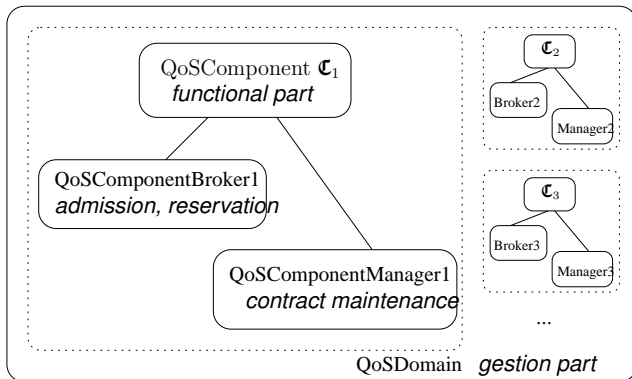 QoSComponent ℭ₁
functional part
QoSComponentBroker1
admission, reservation
QoSComponentManager1
contract maintenance
ℭ₂
Broker2
Manager2
ℭ₃
Broker3
Manager3
...
QoSDomain gestion part